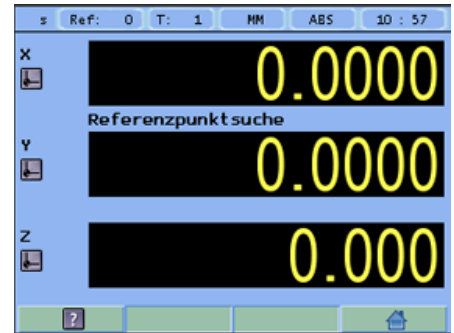 s Ref: 0 T: 1 MM ABS 10 : 57
X 0.0000
Referenzpunktsuche
Y 0.0000
Z 0.000
?